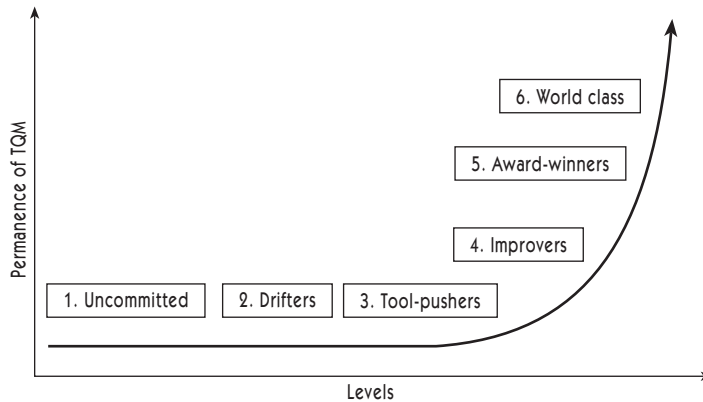 Permanence of TQM
6. World class
5. Award-winners
4. Improvers
1. Uncommitted
2. Drifters
3. Tool-pushers
Levels